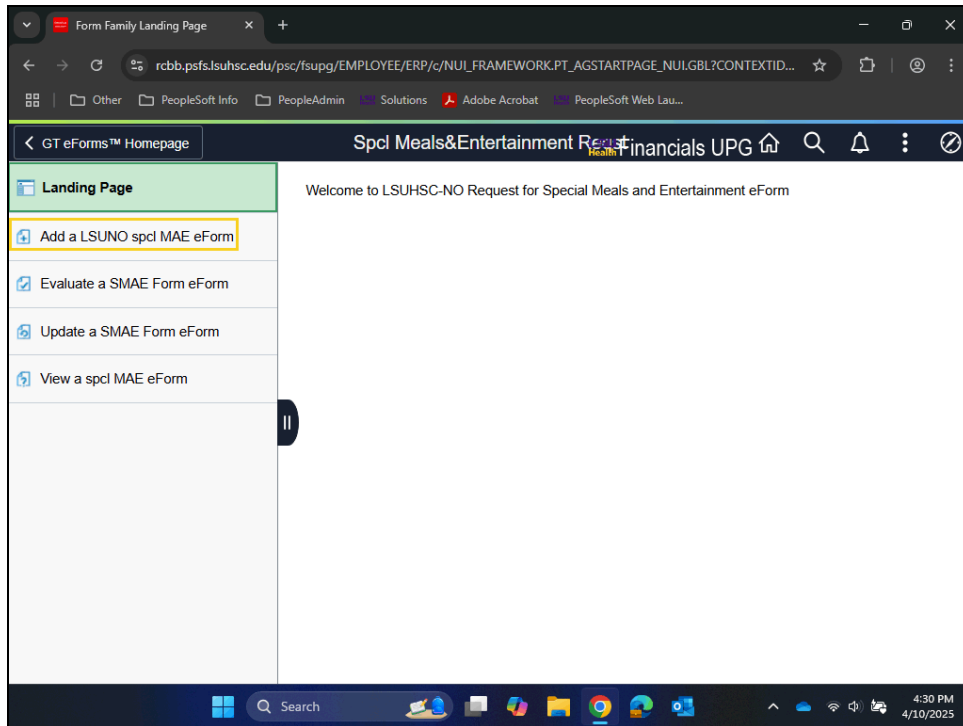 Form Family Landing Page
rcbb.psfs.lsuhsc.edu/psc/fsupg/EMPLOYEE/ERP/c/NUI_FRAMEWORK.PT_AGSTARTPAGE_NUI.GBL?CONTEXTID...
Other PeopleSoft Info PeopleAdmin Solutions Adobe Acrobat PeopleSoft Web Lau...
GT eForms™ Homepage Spcl Meals&Entertainment Financials UPG
Health
Landing Page
Welcome to LSUHSC-NO Request for Special Meals and Entertainment eForm
Add a LSUNO spcl MAE eForm
Evaluate a SMAE Form eForm
Update a SMAE Form eForm
View a spcl MAE eForm
Search
4:30 PM
4/10/2025